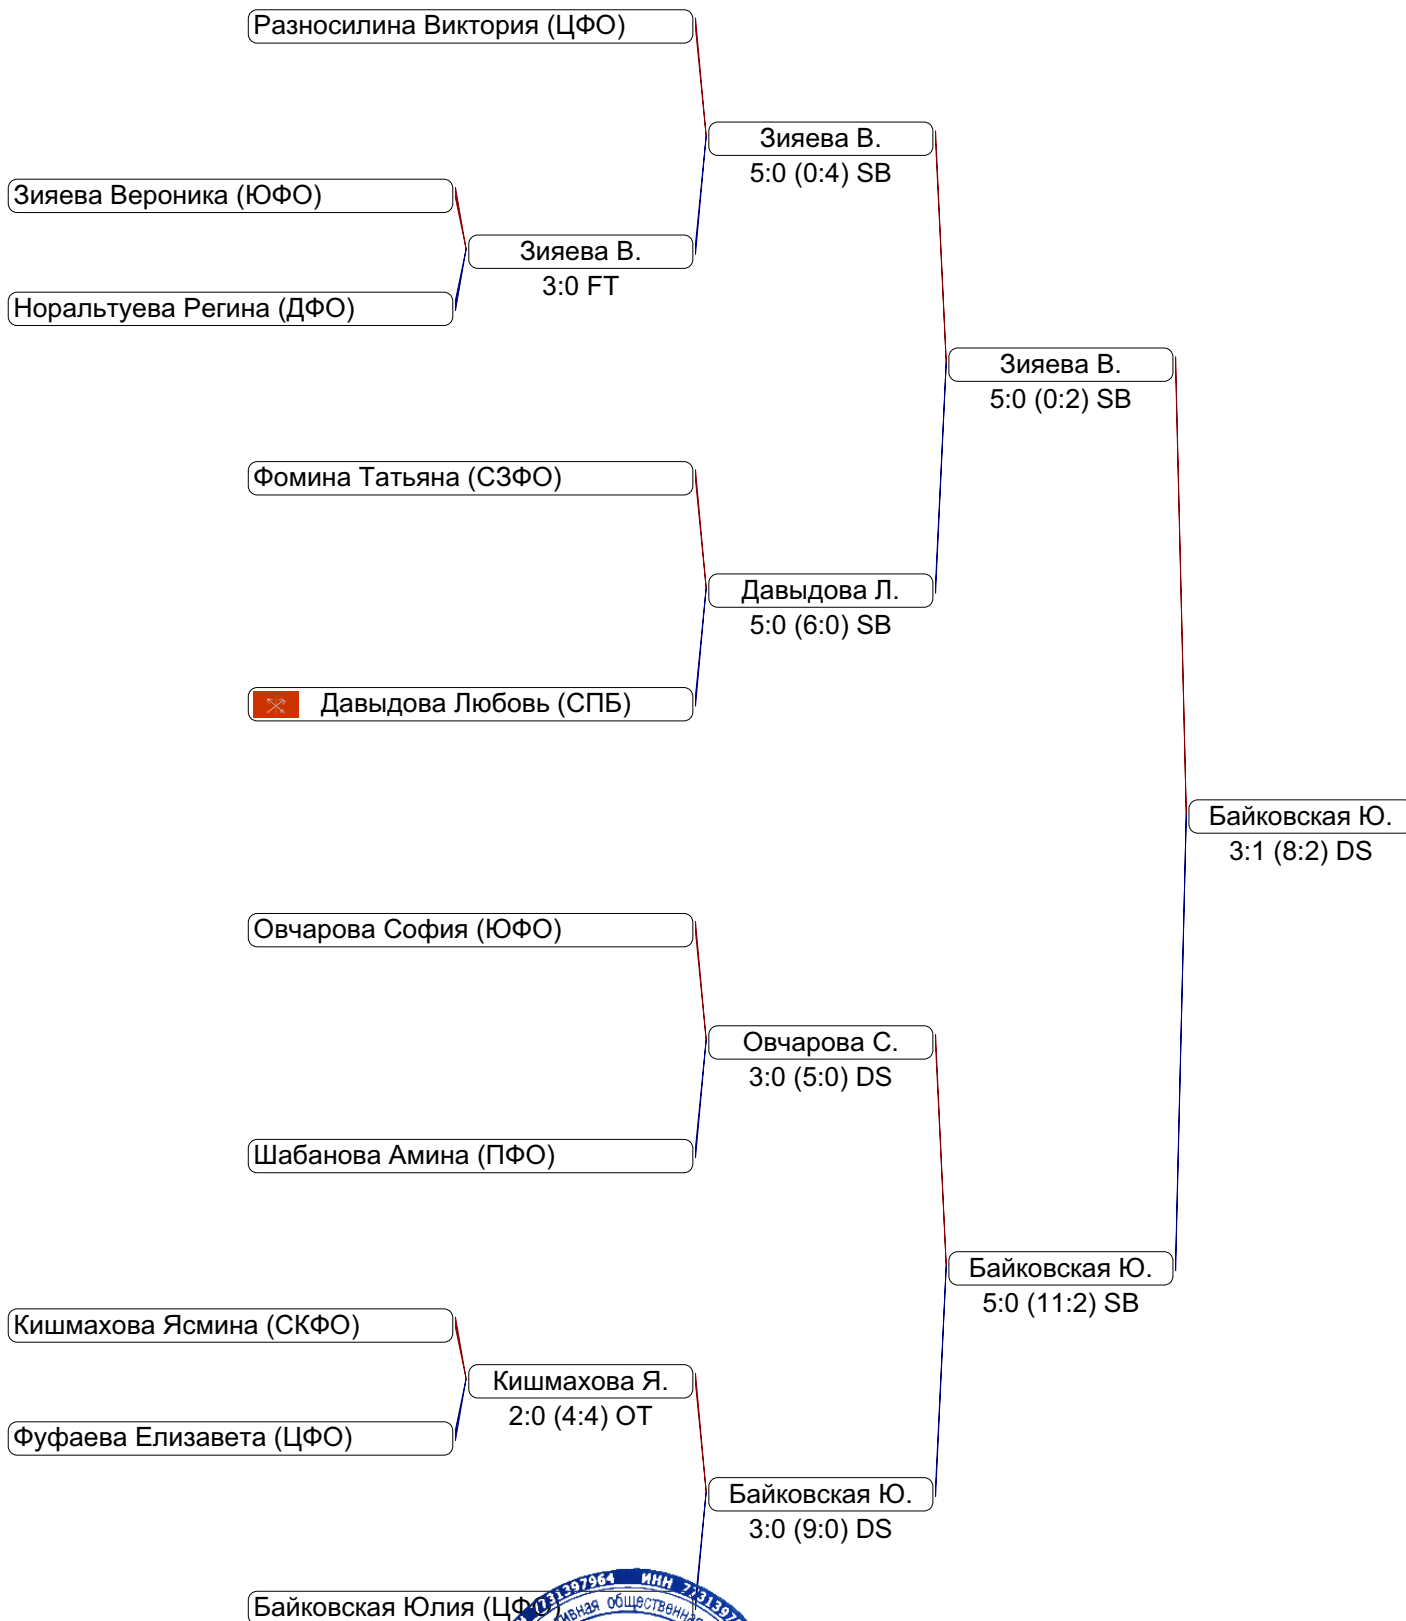 Разносилина Виктория (ЦФО)
Зияева В.
5:0 (0:4) SB
Зияева Вероника (ЮФО)
Зияева В.
3:0 FT
Норальтуева Регина (ДФО)
Зияева В.
5:0 (0:2) SB
Фомина Татьяна (СЗФО)
Давыдова Л.
5:0 (6:0) SB
Давыдова Любовь (СПБ)
Байковская Ю.
3:1 (8:2) DS
Овчарова София (ЮФО)
Овчарова С.
3:0 (5:0) DS
Шабанова Амина (ПФО)
Байковская Ю.
5:0 (11:2) SB
Кишмахова Ясмина (СКФО)
Кишмахова Я.
2:0 (4:4) OT
Фуфаева Елизавета (ЦФО)
Байковская Ю.
3:0 (9:0) DS
Байковская Юлия (ЦФО)
ИНН